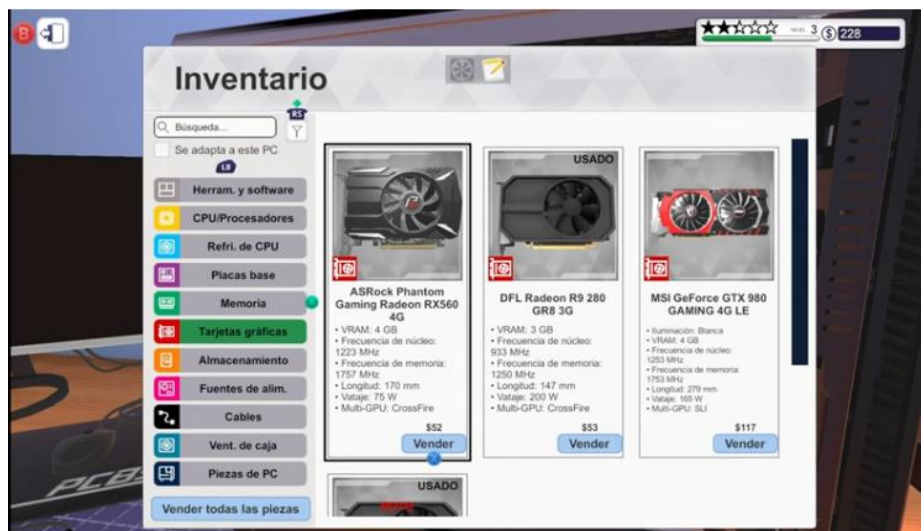 B
NIVEL 3
$ 228
Inventario
RS
Búsqueda...
Se adapta a este PC
LB
Herram. y software
CPU/Procesadores
Refri. de CPU
Placas base
Memoria
Tarjetas gráficas
Almacenamiento
Fuentes de alim.
Cables
Vent. de caja
Piezas de PC
Vender todas las piezas
ASRock Phantom
Gaming Radeon RX560
4G
• VRAM: 4 GB
• Frecuencia de núcleo:
1223 MHz
• Frecuencia de memoria:
1757 MHz
• Longitud: 170 mm
• Vataje: 75 W
• Multi-GPU: CrossFire
$52
Vender
USADO
DFL Radeon R9 280
GR8 3G
• VRAM: 3 GB
• Frecuencia de núcleo:
933 MHz
• Frecuencia de memoria:
1250 MHz
• Longitud: 147 mm
• Vataje: 200 W
• Multi-GPU: CrossFire
$53
Vender
MSI GeForce GTX 980
GAMING 4G LE
• Iluminación: Blanca
• VRAM: 4 GB
• Frecuencia de núcleo:
1253 MHz
• Frecuencia de memoria:
1753 MHz
• Longitud: 279 mm
• Vataje: 165 W
• Multi-GPU: SLI
$117
Vender
USADO